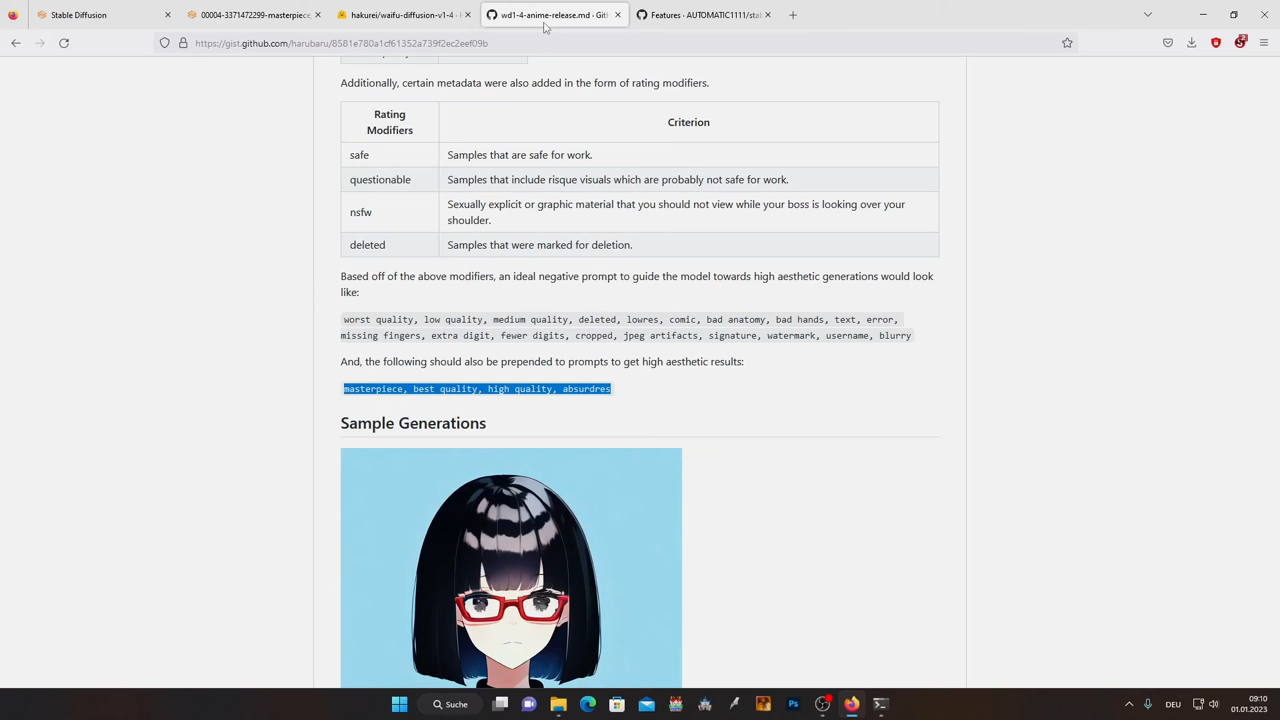 Stable Diffusion
00004-3371472299-masterpiece,
hakurei/waifu-diffusion-v1-4 ·
wd1-4-anime-release.md · Gith
Features · AUTOMATIC1111/stab
https://gist.github.com/harubaru/8581e780a1cf61352a739f2ec2eef09b
Additionally, certain metadata were also added in the form of rating modifiers.
Rating
Modifiers
Criterion
safe
Samples that are safe for work.
questionable
Samples that include risque visuals which are probably not safe for work.
nsfw
Sexually explicit or graphic material that you should not view while your boss is looking over your
shoulder.
deleted
Samples that were marked for deletion.
Based off of the above modifiers, an ideal negative prompt to guide the model towards high aesthetic generations would look
like:
worst quality, low quality, medium quality, deleted, lowres, comic, bad anatomy, bad hands, text, error,
missing fingers, extra digit, fewer digits, cropped, jpeg artifacts, signature, watermark, username, blurry
And, the following should also be prepended to prompts to get high aesthetic results:
masterpiece, best quality, high quality, absurdres
Sample Generations
Suche
DEU
09:10
01.01.2023